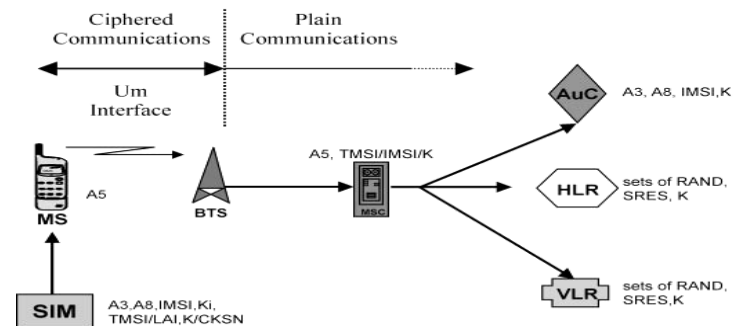 Ciphered
Communications
Plain
Communications
Um
Interface
AuC
A3, A8, IMSI,K
A5, TMSI/IMSI/K
A5
MS
BTS
MSC
HLR
sets of RAND,
SRES, K
SIM
A3,A8,IMSI,Ki,
TMSI/LAI,K/CKSN
VLR
sets of RAND,
SRES,K